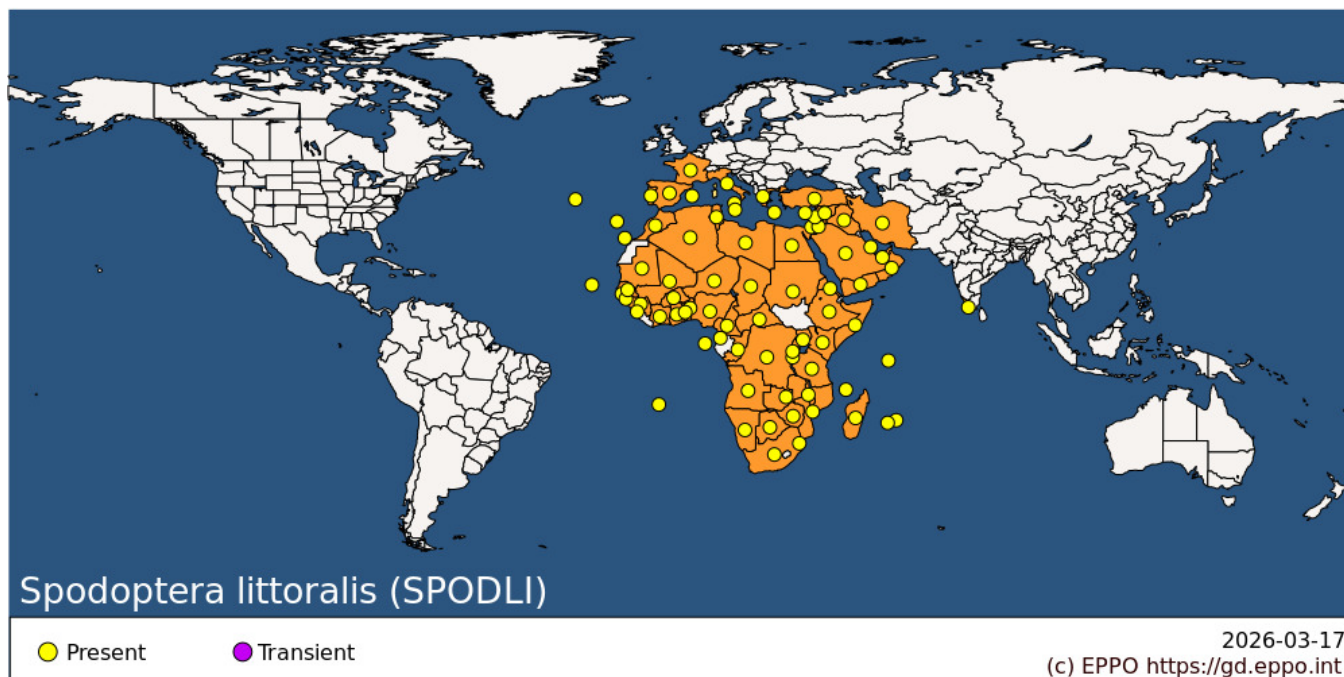 Spodoptera littoralis (SPODLI)
Present
Transient
2026-03-17
(c) EPPO https://gd.eppo.int